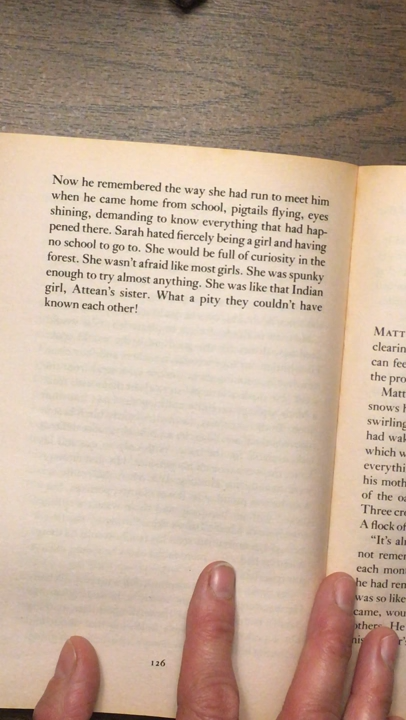 Now he remembered the way she had run to meet him
when he came home from school, pigtails flying, eyes
shining, demanding to know everything that had hap-
pened there. Sarah hated fiercely being a girl and having
no school to go to. She would be full of curiosity in the
forest. She wasn't afraid like most girls. She was spunky
enough to try almost anything. She was like that Indian
girl, Attean's sister. What a pity they couldn't have
known each other!
126
MATT
clearin
can fee
the pro
Matt
snows h
swirling
had wak
which w
everythi
his moth
of the oa
Three cro
A flock of
"It's alr
not remem
each mon
he had ren
was so like
came, wou
others. He